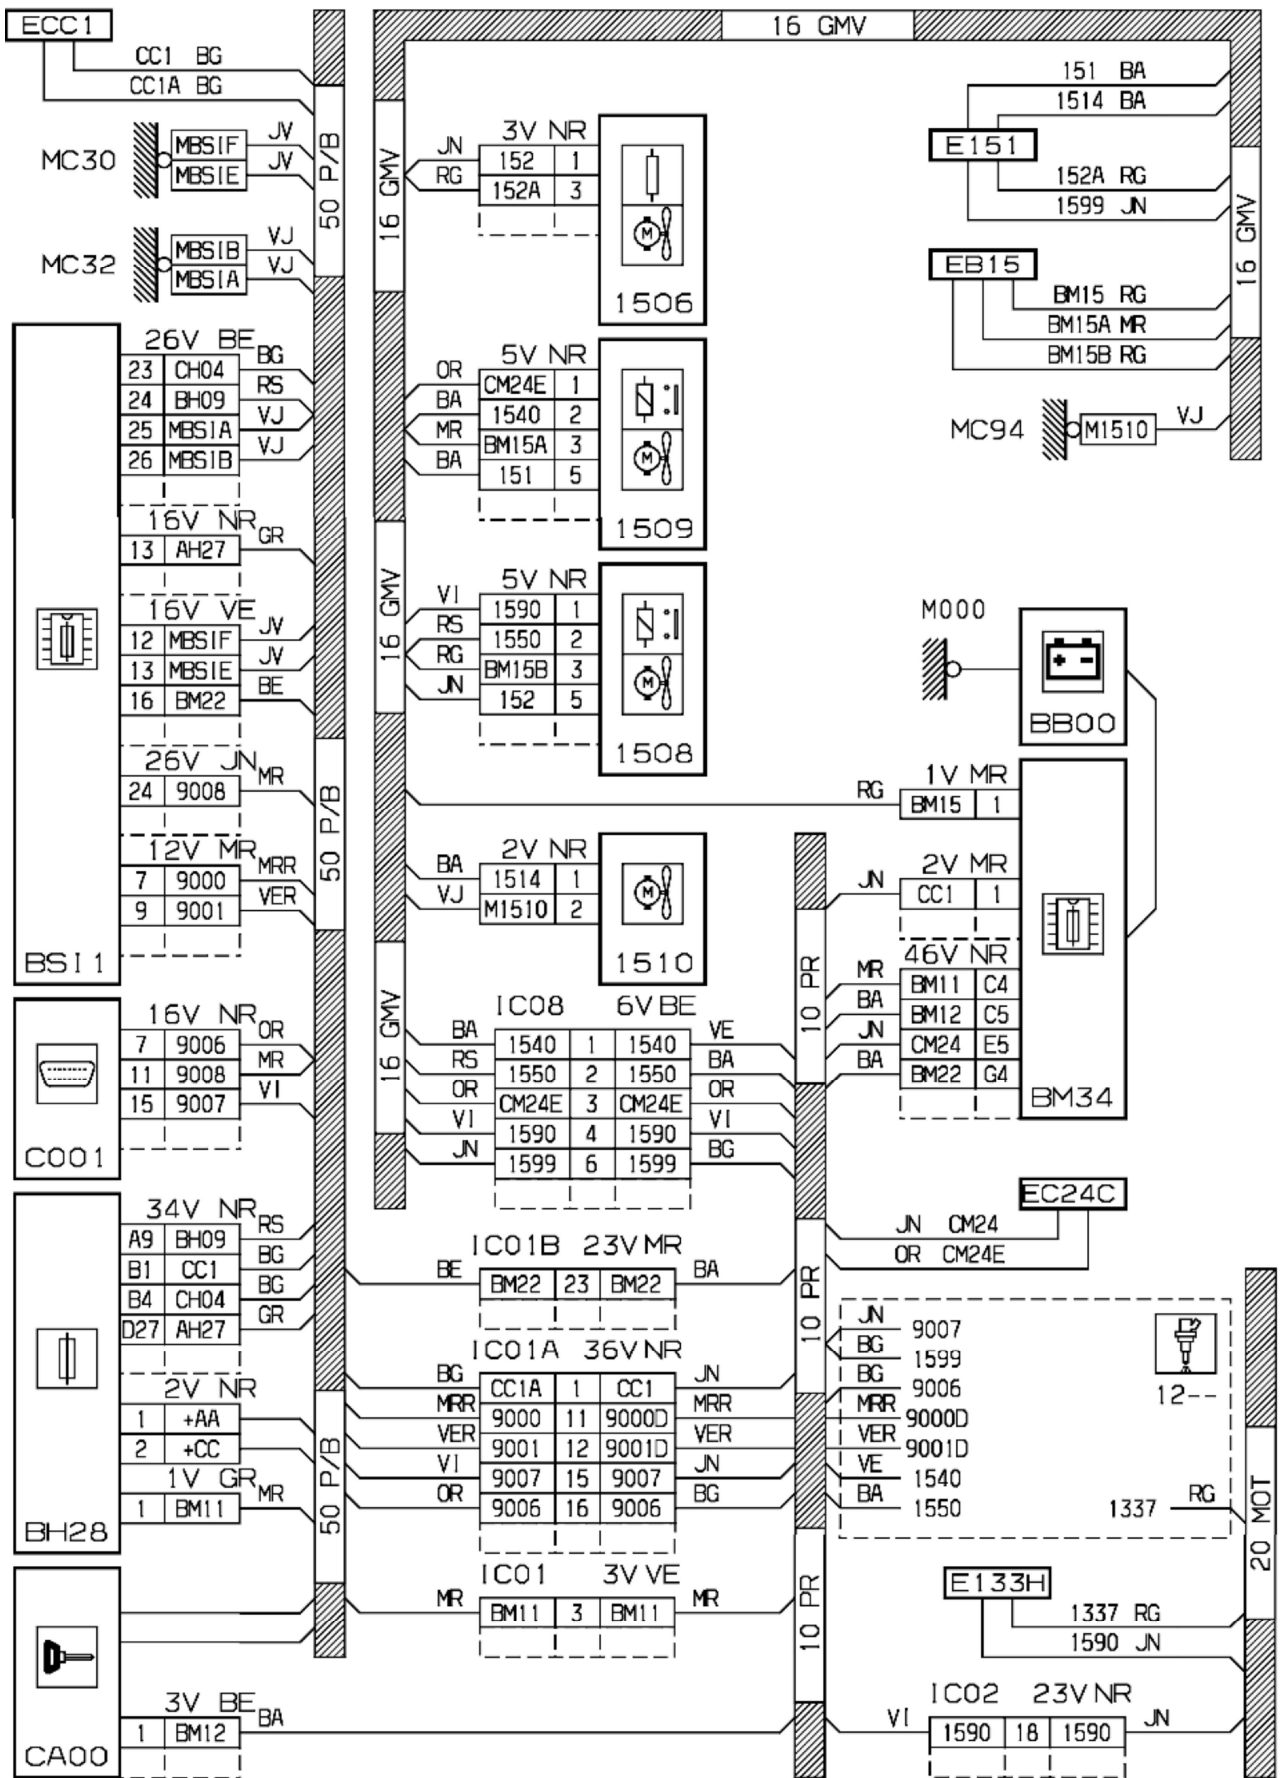 ECC1
CC1 BG
CC1A BG
MC30
MBSIF JV
MBSIE JV
MC32
MBSIB VJ
MBSIA VJ
50 P/B
26V BE
23 CH04 BG
24 BH09 RS
25 MBSIA VJ
26 MBSIB VJ
16V NR
13 AH27 GR
16V VE
12 MBSIF JV
13 MBSIE JV
16 BM22 BE
26V JN
24 9008 MR
12V MR
7 9000 MRR
9 9001 VER
BSI1
50 P/B
16V NR
7 9006 OR
11 9008 MR
15 9007 VI
C001
34V NR
A9 BH09 RS
B1 CC1 BG
B4 CH04 BG
D27 AH27 GR
2V NR
1 +AA
2 +CC
1V GR
1 BM11 MR
BH28
50 P/B
3V BE
1 BM12 BA
CA00
16 GMV
16 GMV
3V NR
JN 152 1
RG 152A 3
M
1506
5V NR
OR CM24E 1
BA 1540 2
MR BM15A 3
BA 151 5
M
1509
16 GMV
5V NR
VI 1590 1
RS 1550 2
RG BM15B 3
JN 152 5
M
1508
2V NR
BA 1514 1
VJ M1510 2
M
1510
16 GMV
IC08 6V BE
BA 1540 1 1540 VE
RS 1550 2 1550 BA
OR CM24E 3 CM24E OR
VI 1590 4 1590 VI
JN 1599 6 1599 BG
IC01B 23V MR
BE BM22 23 BM22 BA
IC01A 36V NR
BG CC1A 1 CC1 JN
MRR 9000 11 9000D MRR
VER 9001 12 9001D VER
VI 9007 15 9007 JN
OR 9006 16 9006 BG
IC01 3V VE
MR BM11 3 BM11 MR
151 BA
1514 BA
E151
152A RG
1599 JN
EB15
BM15 RG
BM15A MR
BM15B RG
MC94 M1510 VJ
16 GMV
M000
+ -
BB00
1V MR
RG BM15 1
2V MR
JN CC1 1
46V NR
MR BM11 C4
BA BM12 C5
JN CM24 E5
BA BM22 G4
BM34
10 PR
EC24C
JN CM24
OR CM24E
10 PR
JN 9007
BG 1599
BG 9006
MRR 9000D
VER 9001D
VE 1540
BA 1550
12--
1337 RG
20 MOT
E133H
1337 RG
1590 JN
10 PR
IC02 23V NR
VI 1590 18 1590 JN